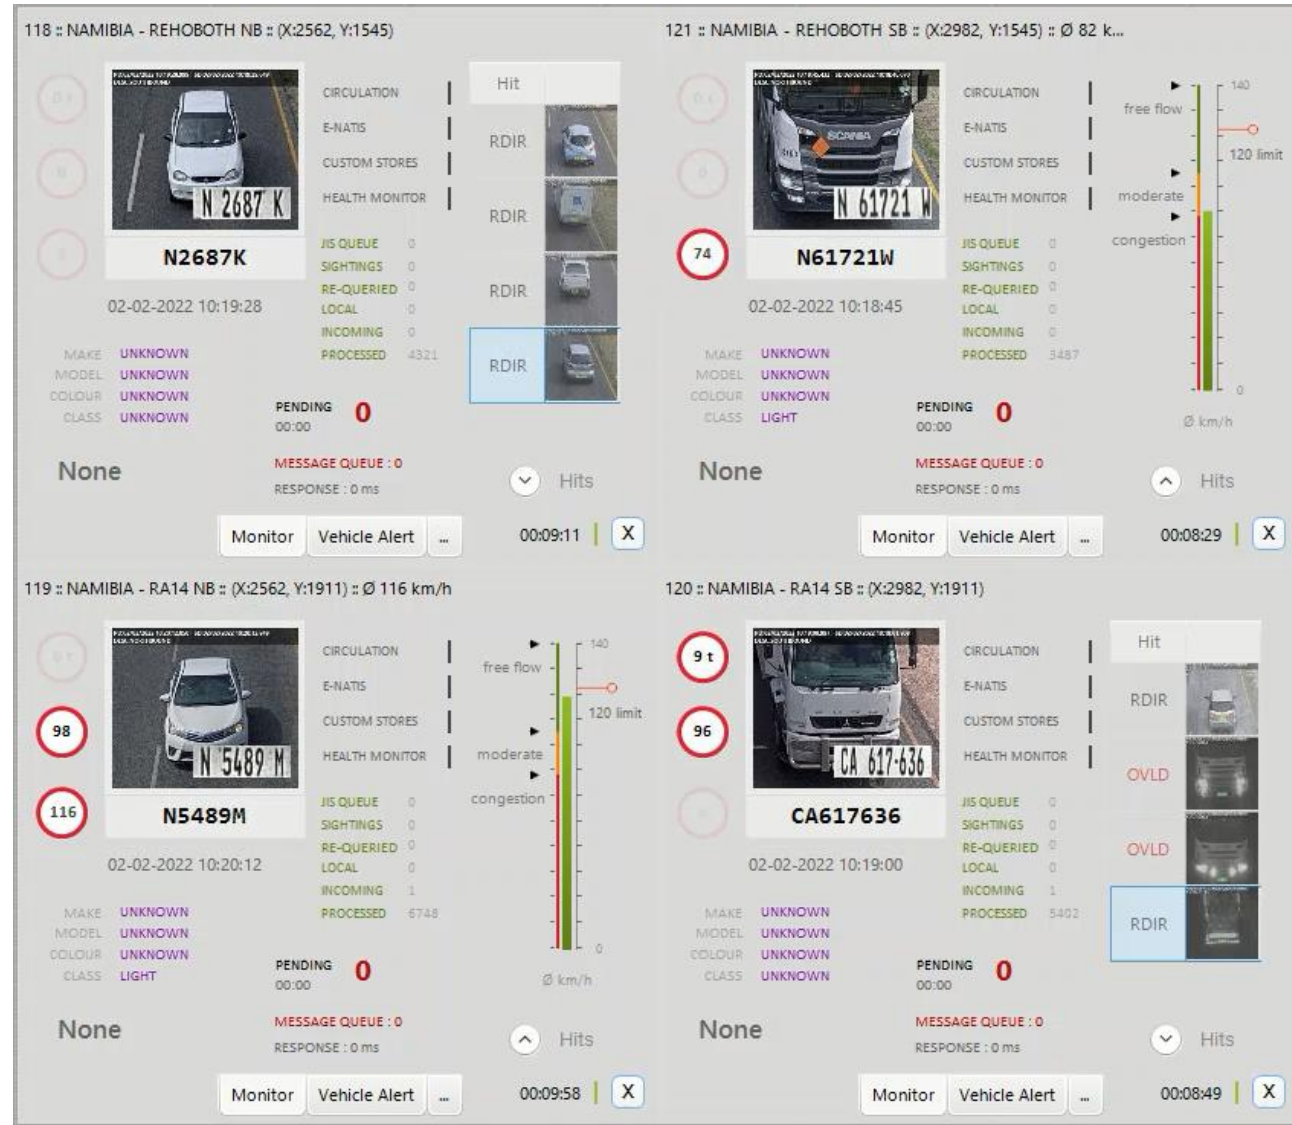 118 :: NAMIBIA - REHOBOTH NB :: (X:2562, Y:1545)
N 2687 K
N2687K
02-02-2022 10:19:28
MAKE UNKNOWN
MODEL UNKNOWN
COLOUR UNKNOWN
CLASS UNKNOWN
None
CIRCULATION
E-NATIS
CUSTOM STORES
HEALTH MONITOR
JIS QUEUE 0
SIGHTINGS 0
RE-QUERIED 0
LOCAL 0
INCOMING 0
PROCESSED 4321
PENDING 0
00:00
MESSAGE QUEUE : 0
RESPONSE : 0 ms
Hit
RDIR
RDIR
RDIR
RDIR
Hits
Monitor Vehicle Alert ... 00:09:11 X
121 :: NAMIBIA - REHOBOTH SB :: (X:2982, Y:1545) :: Ø 82 k...
74
SCANIA
N 61721 W
N61721W
02-02-2022 10:18:45
MAKE UNKNOWN
MODEL UNKNOWN
COLOUR UNKNOWN
CLASS LIGHT
None
CIRCULATION
E-NATIS
CUSTOM STORES
HEALTH MONITOR
JIS QUEUE 0
SIGHTINGS 0
RE-QUERIED 0
LOCAL 0
INCOMING 0
PROCESSED 3487
PENDING 0
00:00
MESSAGE QUEUE : 0
RESPONSE : 0 ms
140
free flow
120 limit
moderate
congestion
0
Ø km/h
Hits
Monitor Vehicle Alert ... 00:08:29 X
119 :: NAMIBIA - RA14 NB :: (X:2562, Y:1911) :: Ø 116 km/h
98
116
N 5489 M
N5489M
02-02-2022 10:20:12
MAKE UNKNOWN
MODEL UNKNOWN
COLOUR UNKNOWN
CLASS LIGHT
None
CIRCULATION
E-NATIS
CUSTOM STORES
HEALTH MONITOR
JIS QUEUE 0
SIGHTINGS 0
RE-QUERIED 0
LOCAL 0
INCOMING 1
PROCESSED 6748
PENDING 0
00:00
MESSAGE QUEUE : 0
RESPONSE : 0 ms
140
free flow
120 limit
moderate
congestion
0
Ø km/h
Hits
Monitor Vehicle Alert ... 00:09:58 X
120 :: NAMIBIA - RA14 SB :: (X:2982, Y:1911)
9 t
96
CA 617-636
CA617636
02-02-2022 10:19:00
MAKE UNKNOWN
MODEL UNKNOWN
COLOUR UNKNOWN
CLASS UNKNOWN
None
CIRCULATION
E-NATIS
CUSTOM STORES
HEALTH MONITOR
JIS QUEUE 0
SIGHTINGS 0
RE-QUERIED 0
LOCAL 0
INCOMING 1
PROCESSED 5402
PENDING 0
00:00
MESSAGE QUEUE : 0
RESPONSE : 0 ms
Hit
RDIR
OVLD
OVLD
RDIR
Hits
Monitor Vehicle Alert ... 00:08:49 X